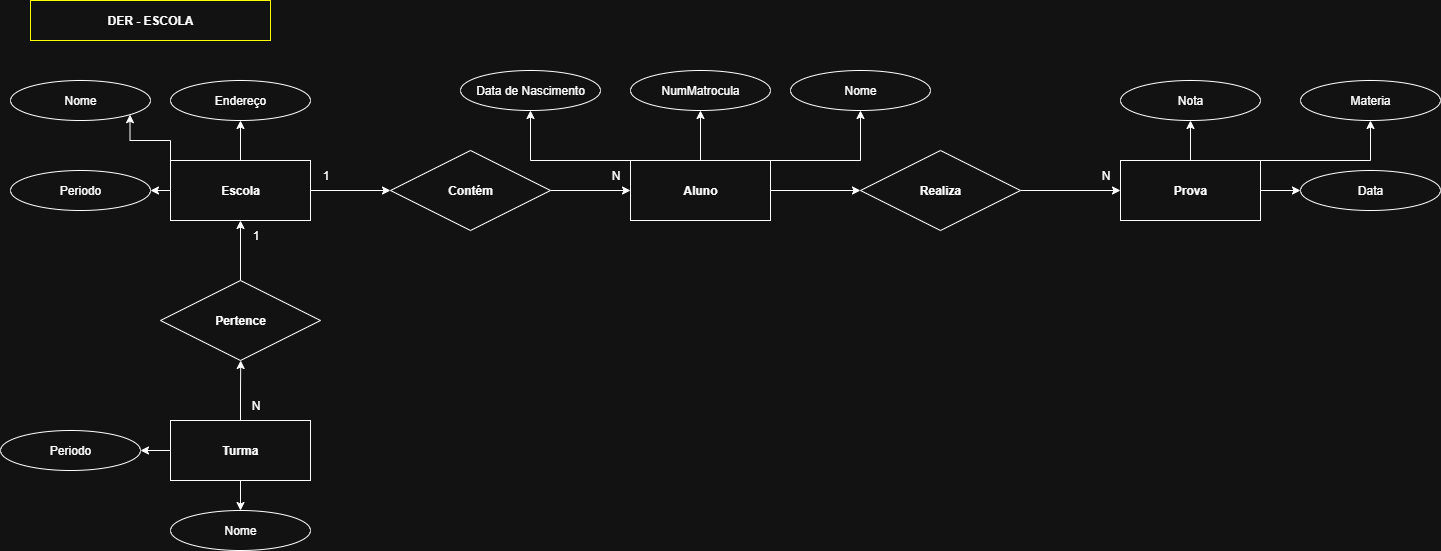 DER - ESCOLA
Nome
Endereço
Data de Nascimento
NumMatrocula
Nome
Nota
Materia
Periodo
Escola
1
Contém
N
Aluno
Realiza
N
Prova
Data
1
Pertence
N
Periodo
Turma
Nome